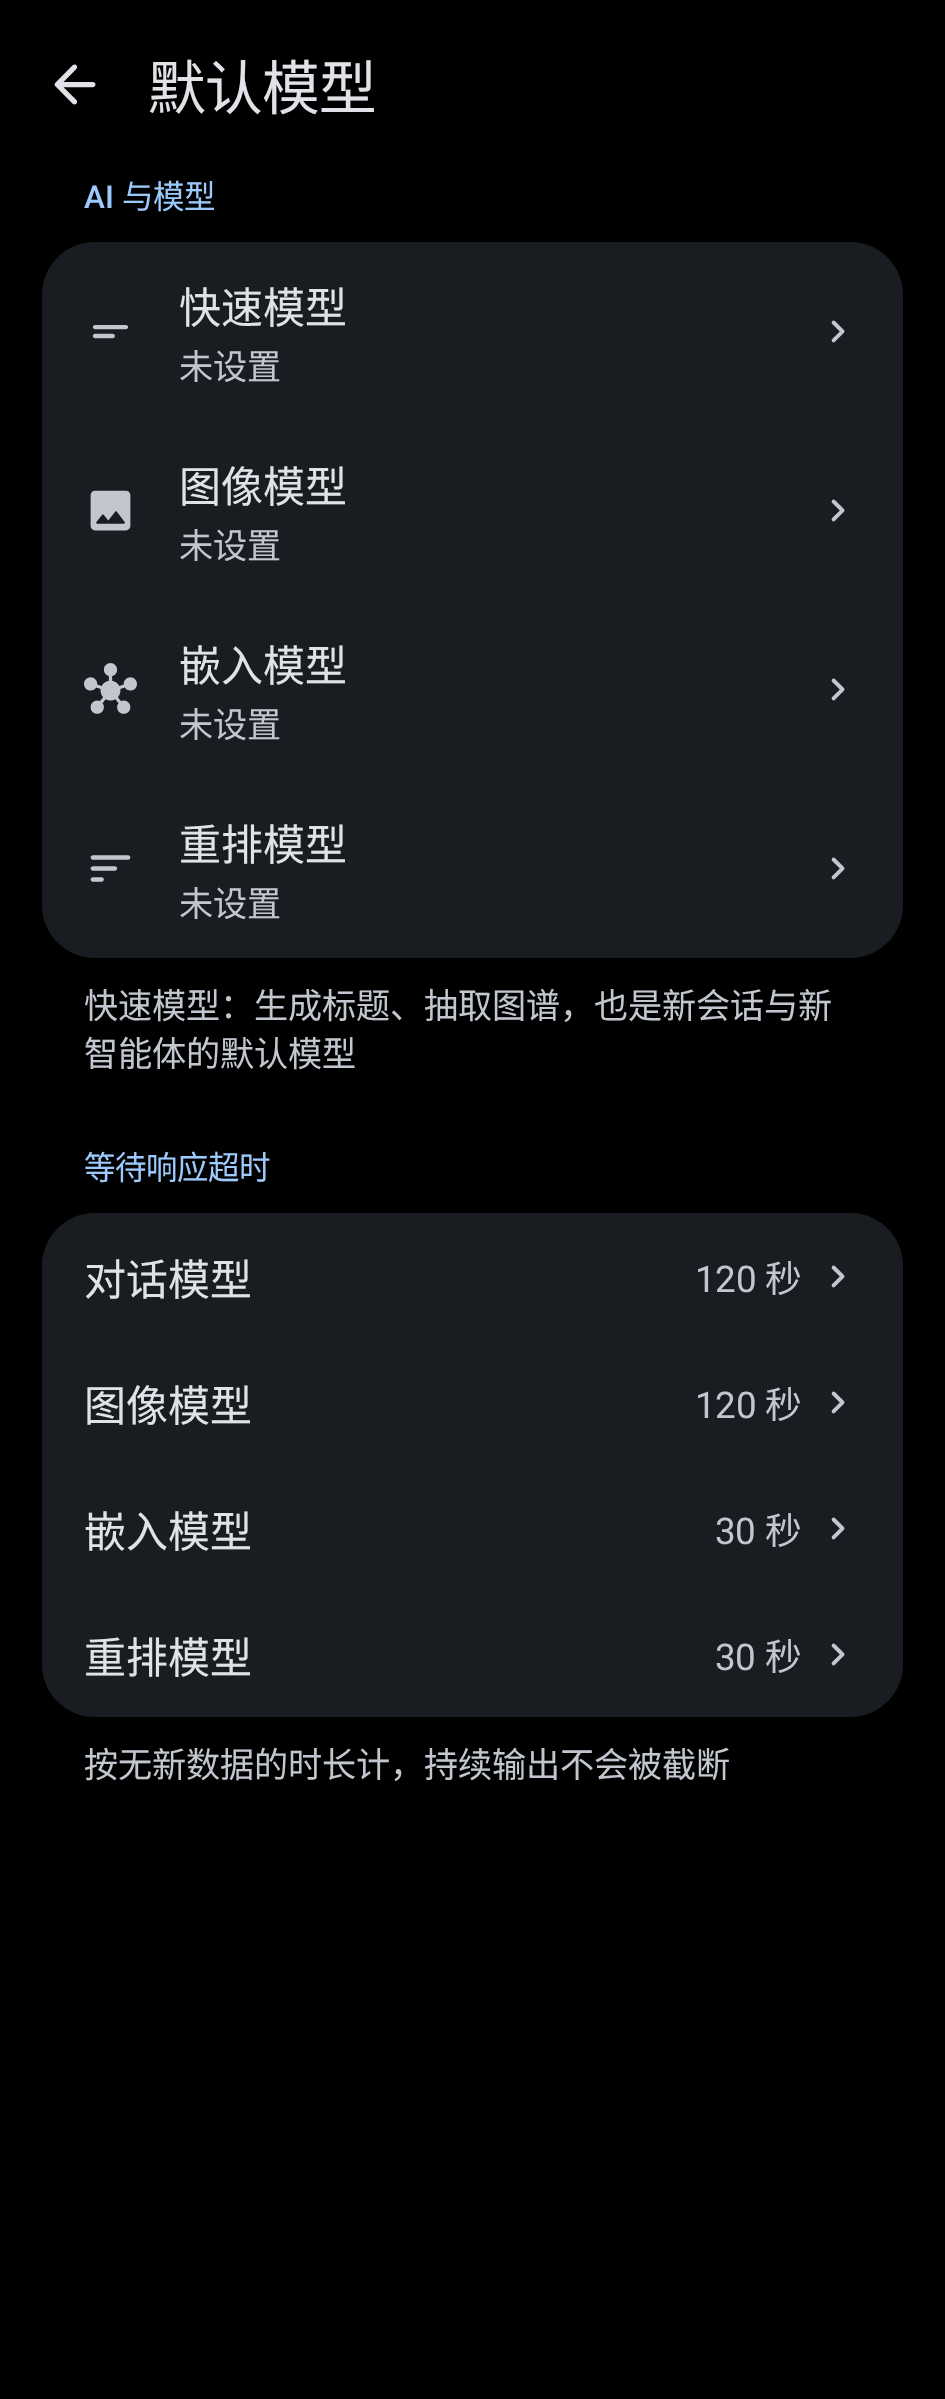 默认模型
AI 与模型
快速模型
未设置
图像模型
未设置
嵌入模型
未设置
重排模型
未设置
快速模型：生成标题、抽取图谱，也是新会话与新
智能体的默认模型
等待响应超时
对话模型 120 秒
图像模型 120 秒
嵌入模型 30 秒
重排模型 30 秒
按无新数据的时长计，持续输出不会被截断